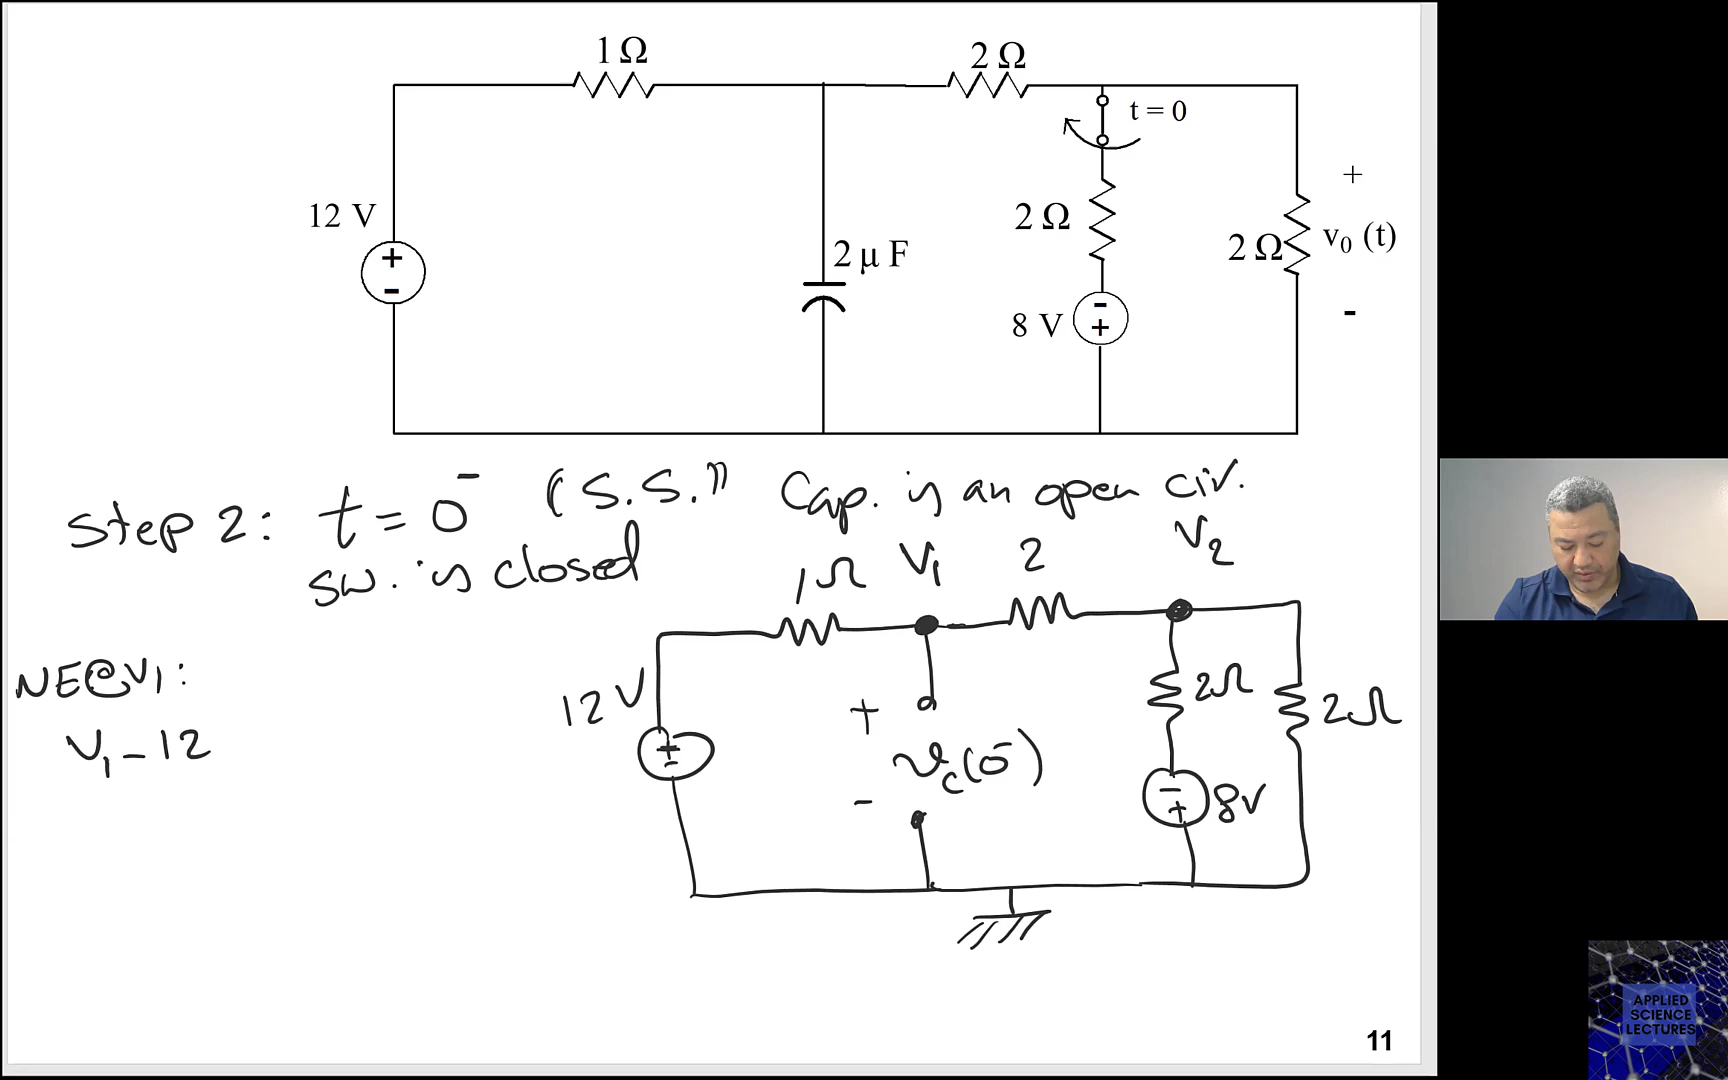 1 Ω
2 Ω
t = 0
12 V
+
-
2 μ F
2 Ω
8 V
-
+
2 Ω
+
v₀ (t)
-
Step 2: t = 0⁻ (S.S.) Cap. is an open cir.
sw. is closed
1Ω V₁ 2 V₂
NE@V1:
V₁ - 12
12 V
+
-
+
𝓋c(0⁻)
-
2Ω
2Ω
-
+
8V
11
APPLIED
SCIENCE
LECTURES